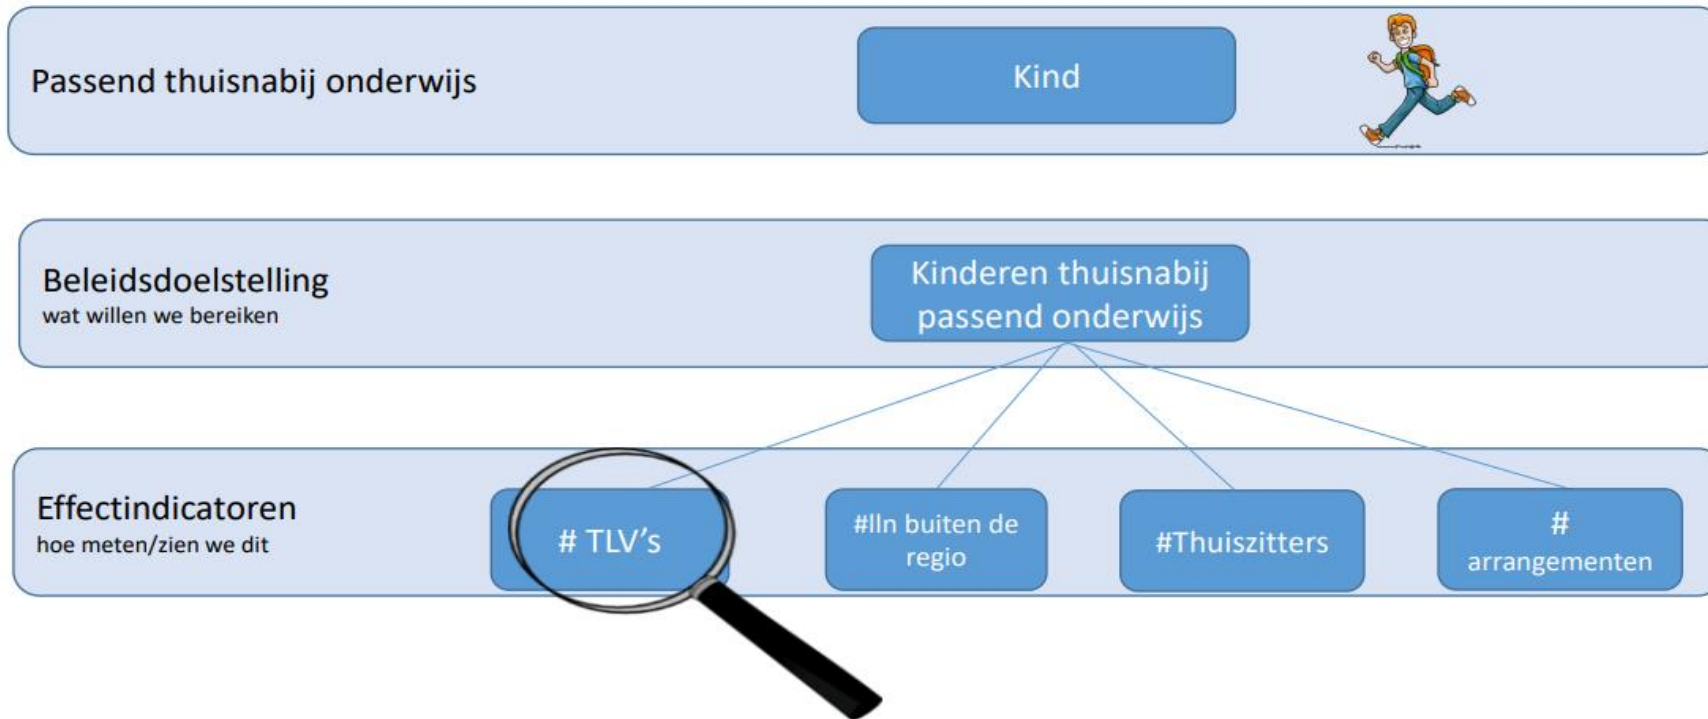 Passend thuisnabij onderwijs
Kind
Beleidsdoelstelling
wat willen we bereiken
Kinderen thuisnabij
passend onderwijs
Effectindicatoren
hoe meten/zien we dit
# TLV’s
#lln buiten de
regio
#Thuiszitters
#
arrangementen